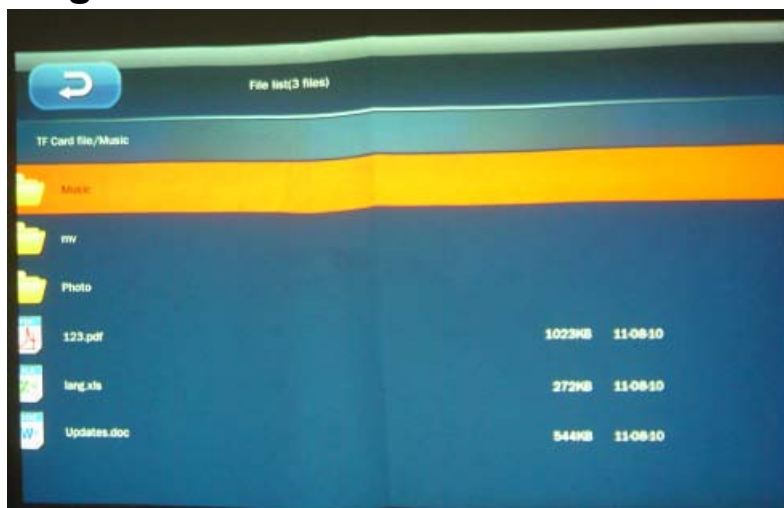 File list(3 files)
TF Card file/Music
Music
mv
Photo
123.pdf 1023KB 11-08-10
lang.xls 272KB 11-08-10
Updates.doc 544KB 11-08-10